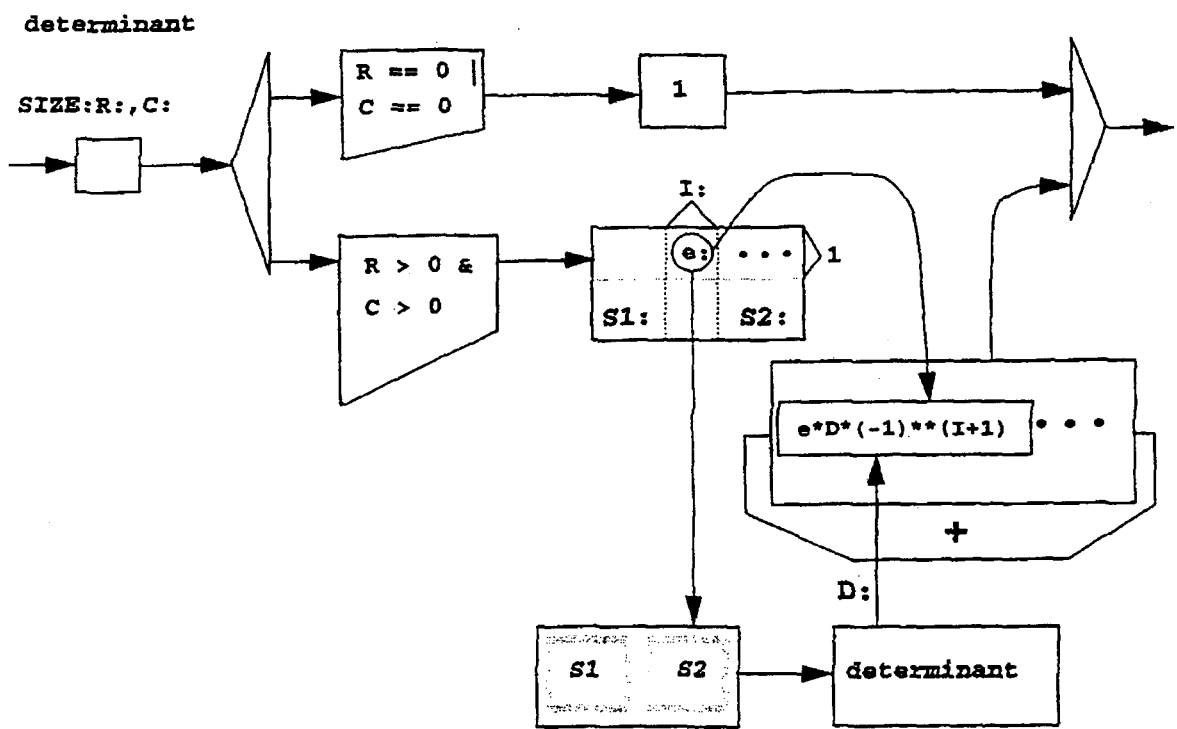 determinant
SIZE:R:,C:
R == 0 |
C == 0
1
R > 0 &
C > 0
I:
e: • • •
1
S1: S2:
e*D*(-1)**(I+1) • • •
+
D:
S1 S2
determinant